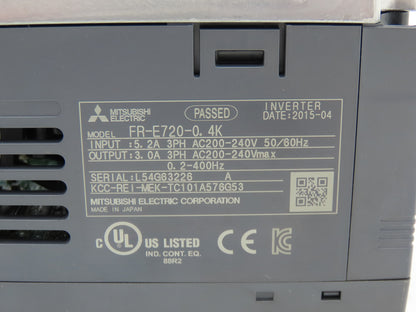 MITSUBISHI
ELECTRIC
PASSED
INVERTER
DATE:2015-04
MODEL FR-E720-0.4K
INPUT :5.2A 3PH AC200-240V 50/60Hz
OUTPUT:3.0A 3PH AC200-240Vmax
0.2-400Hz
SERIAL:L54G63226 A
KCC-REI-MEK-TC101A576G53
MITSUBISHI ELECTRIC CORPORATION
MADE IN JAPAN
C UL US LISTED
IND. CONT. EQ.
88R2
CE